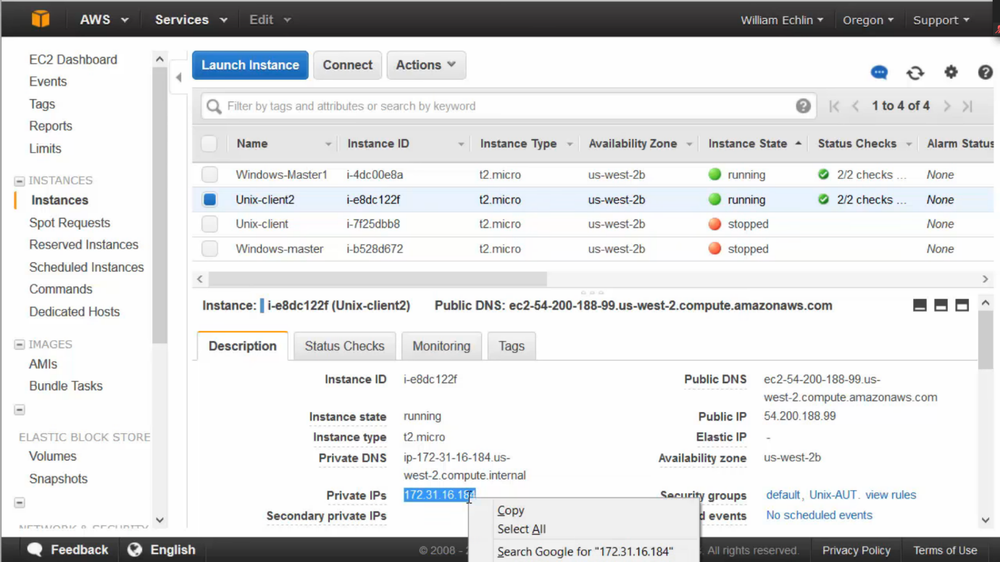 AWS Services Edit William Echlin Oregon Support
EC2 Dashboard
Events
Tags
Reports
Limits
INSTANCES
Instances
Spot Requests
Reserved Instances
Scheduled Instances
Commands
Dedicated Hosts
IMAGES
AMIs
Bundle Tasks
ELASTIC BLOCK STORE
Volumes
Snapshots
NETWORK & SECURITY
Launch Instance Connect Actions
Filter by tags and attributes or search by keyword 1 to 4 of 4
Name Instance ID Instance Type Availability Zone Instance State Status Checks Alarm Status
Windows-Master1 i-4dc00e8a t2.micro us-west-2b running 2/2 checks ... None
Unix-client2 i-e8dc122f t2.micro us-west-2b running 2/2 checks ... None
Unix-client i-7f25dbb8 t2.micro us-west-2b stopped None
Windows-master i-b528d672 t2.micro us-west-2b stopped None
Instance: i-e8dc122f (Unix-client2) Public DNS: ec2-54-200-188-99.us-west-2.compute.amazonaws.com
Description Status Checks Monitoring Tags
Instance ID i-e8dc122f Public DNS ec2-54-200-188-99.us-
west-2.compute.amazonaws.com
Instance state running Public IP 54.200.188.99
Instance type t2.micro Elastic IP -
Private DNS ip-172-31-16-184.us- Availability zone us-west-2b
west-2.compute.internal
Private IPs 172.31.16.184 Security groups default, Unix-AUT. view rules
Secondary private IPs d events No scheduled events
Copy
Select All
Search Google for "172.31.16.184"
Feedback English © 2008 - All rights reserved. Privacy Policy Terms of Use